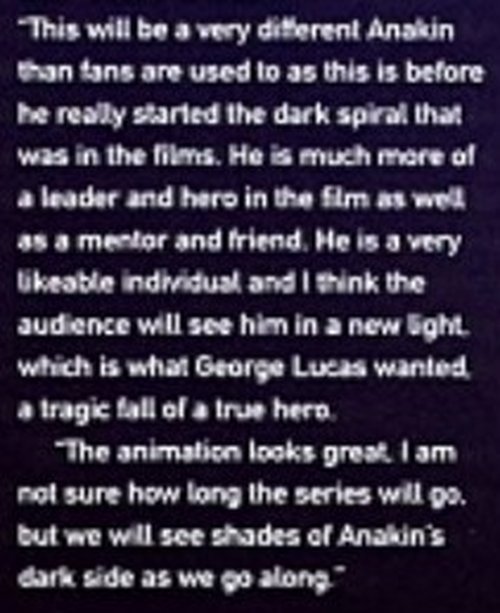 "This will be a very different Anakin
than fans are used to as this is before
he really started the dark spiral that
was in the films. He is much more of
a leader and hero in the film as well
as a mentor and friend. He is a very
likeable individual and I think the
audience will see him in a new light,
which is what George Lucas wanted,
a tragic fall of a true hero.
"The animation looks great. I am
not sure how long the series will go,
but we will see shades of Anakin's
dark side as we go along."